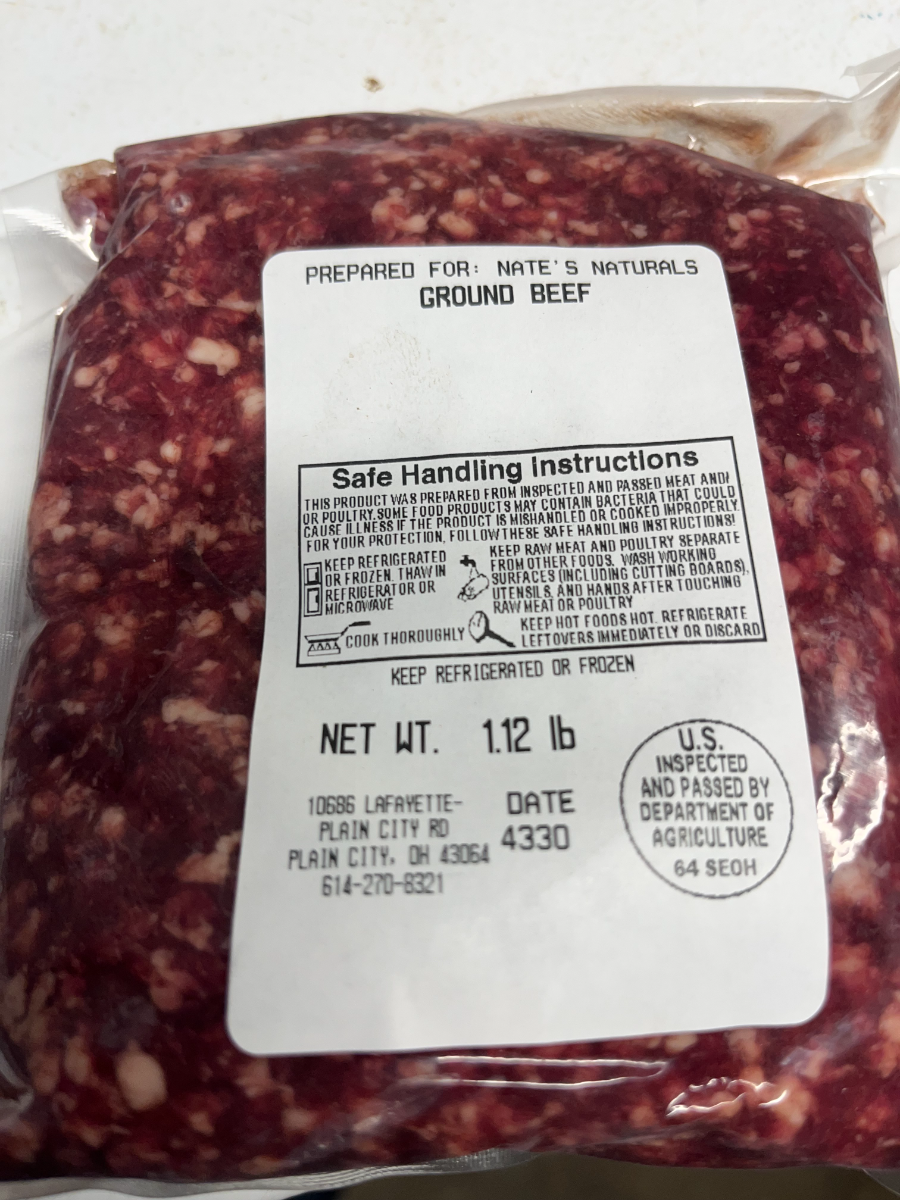 PREPARED FOR: NATE'S NATURALS
GROUND BEEF
Safe Handling Instructions
THIS PRODUCT WAS PREPARED FROM INSPECTED AND PASSED MEAT AND/
OR POULTRY. SOME FOOD PRODUCTS MAY CONTAIN BACTERIA THAT COULD
CAUSE ILLNESS IF THE PRODUCT IS MISHANDLED OR COOKED IMPROPERLY.
FOR YOUR PROTECTION, FOLLOW THESE SAFE HANDLING INSTRUCTIONS!
KEEP REFRIGERATED
OR FROZEN. THAW IN
REFRIGERATOR OR
MICROWAVE
KEEP RAW MEAT AND POULTRY SEPARATE
FROM OTHER FOODS. WASH WORKING
SURFACES (INCLUDING CUTTING BOARDS),
UTENSILS, AND HANDS AFTER TOUCHING
RAW MEAT OR POULTRY
COOK THOROUGHLY
KEEP HOT FOODS HOT. REFRIGERATE
LEFTOVERS IMMEDIATELY OR DISCARD
KEEP REFRIGERATED OR FROZEN
NET WT. 1.12 lb
10686 LAFAYETTE-
PLAIN CITY RD
PLAIN CITY, OH 43064
614-270-8321
DATE
4330
U.S.
INSPECTED
AND PASSED BY
DEPARTMENT OF
AGRICULTURE
64 SEOH